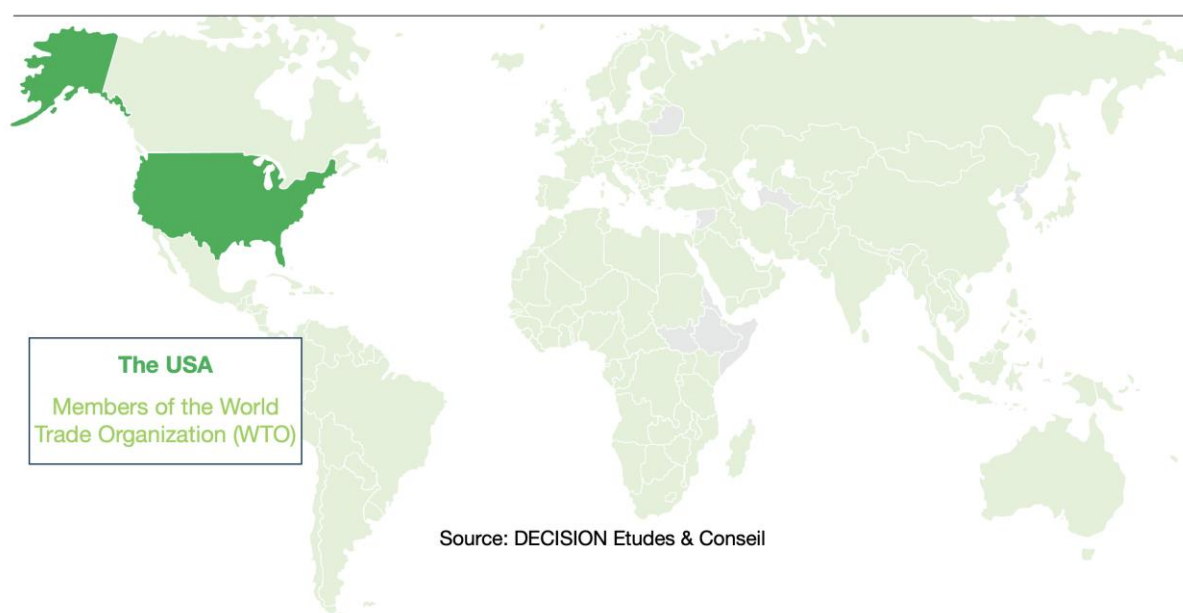 The USA
Members of the World
Trade Organization (WTO)
Source: DECISION Etudes & Conseil